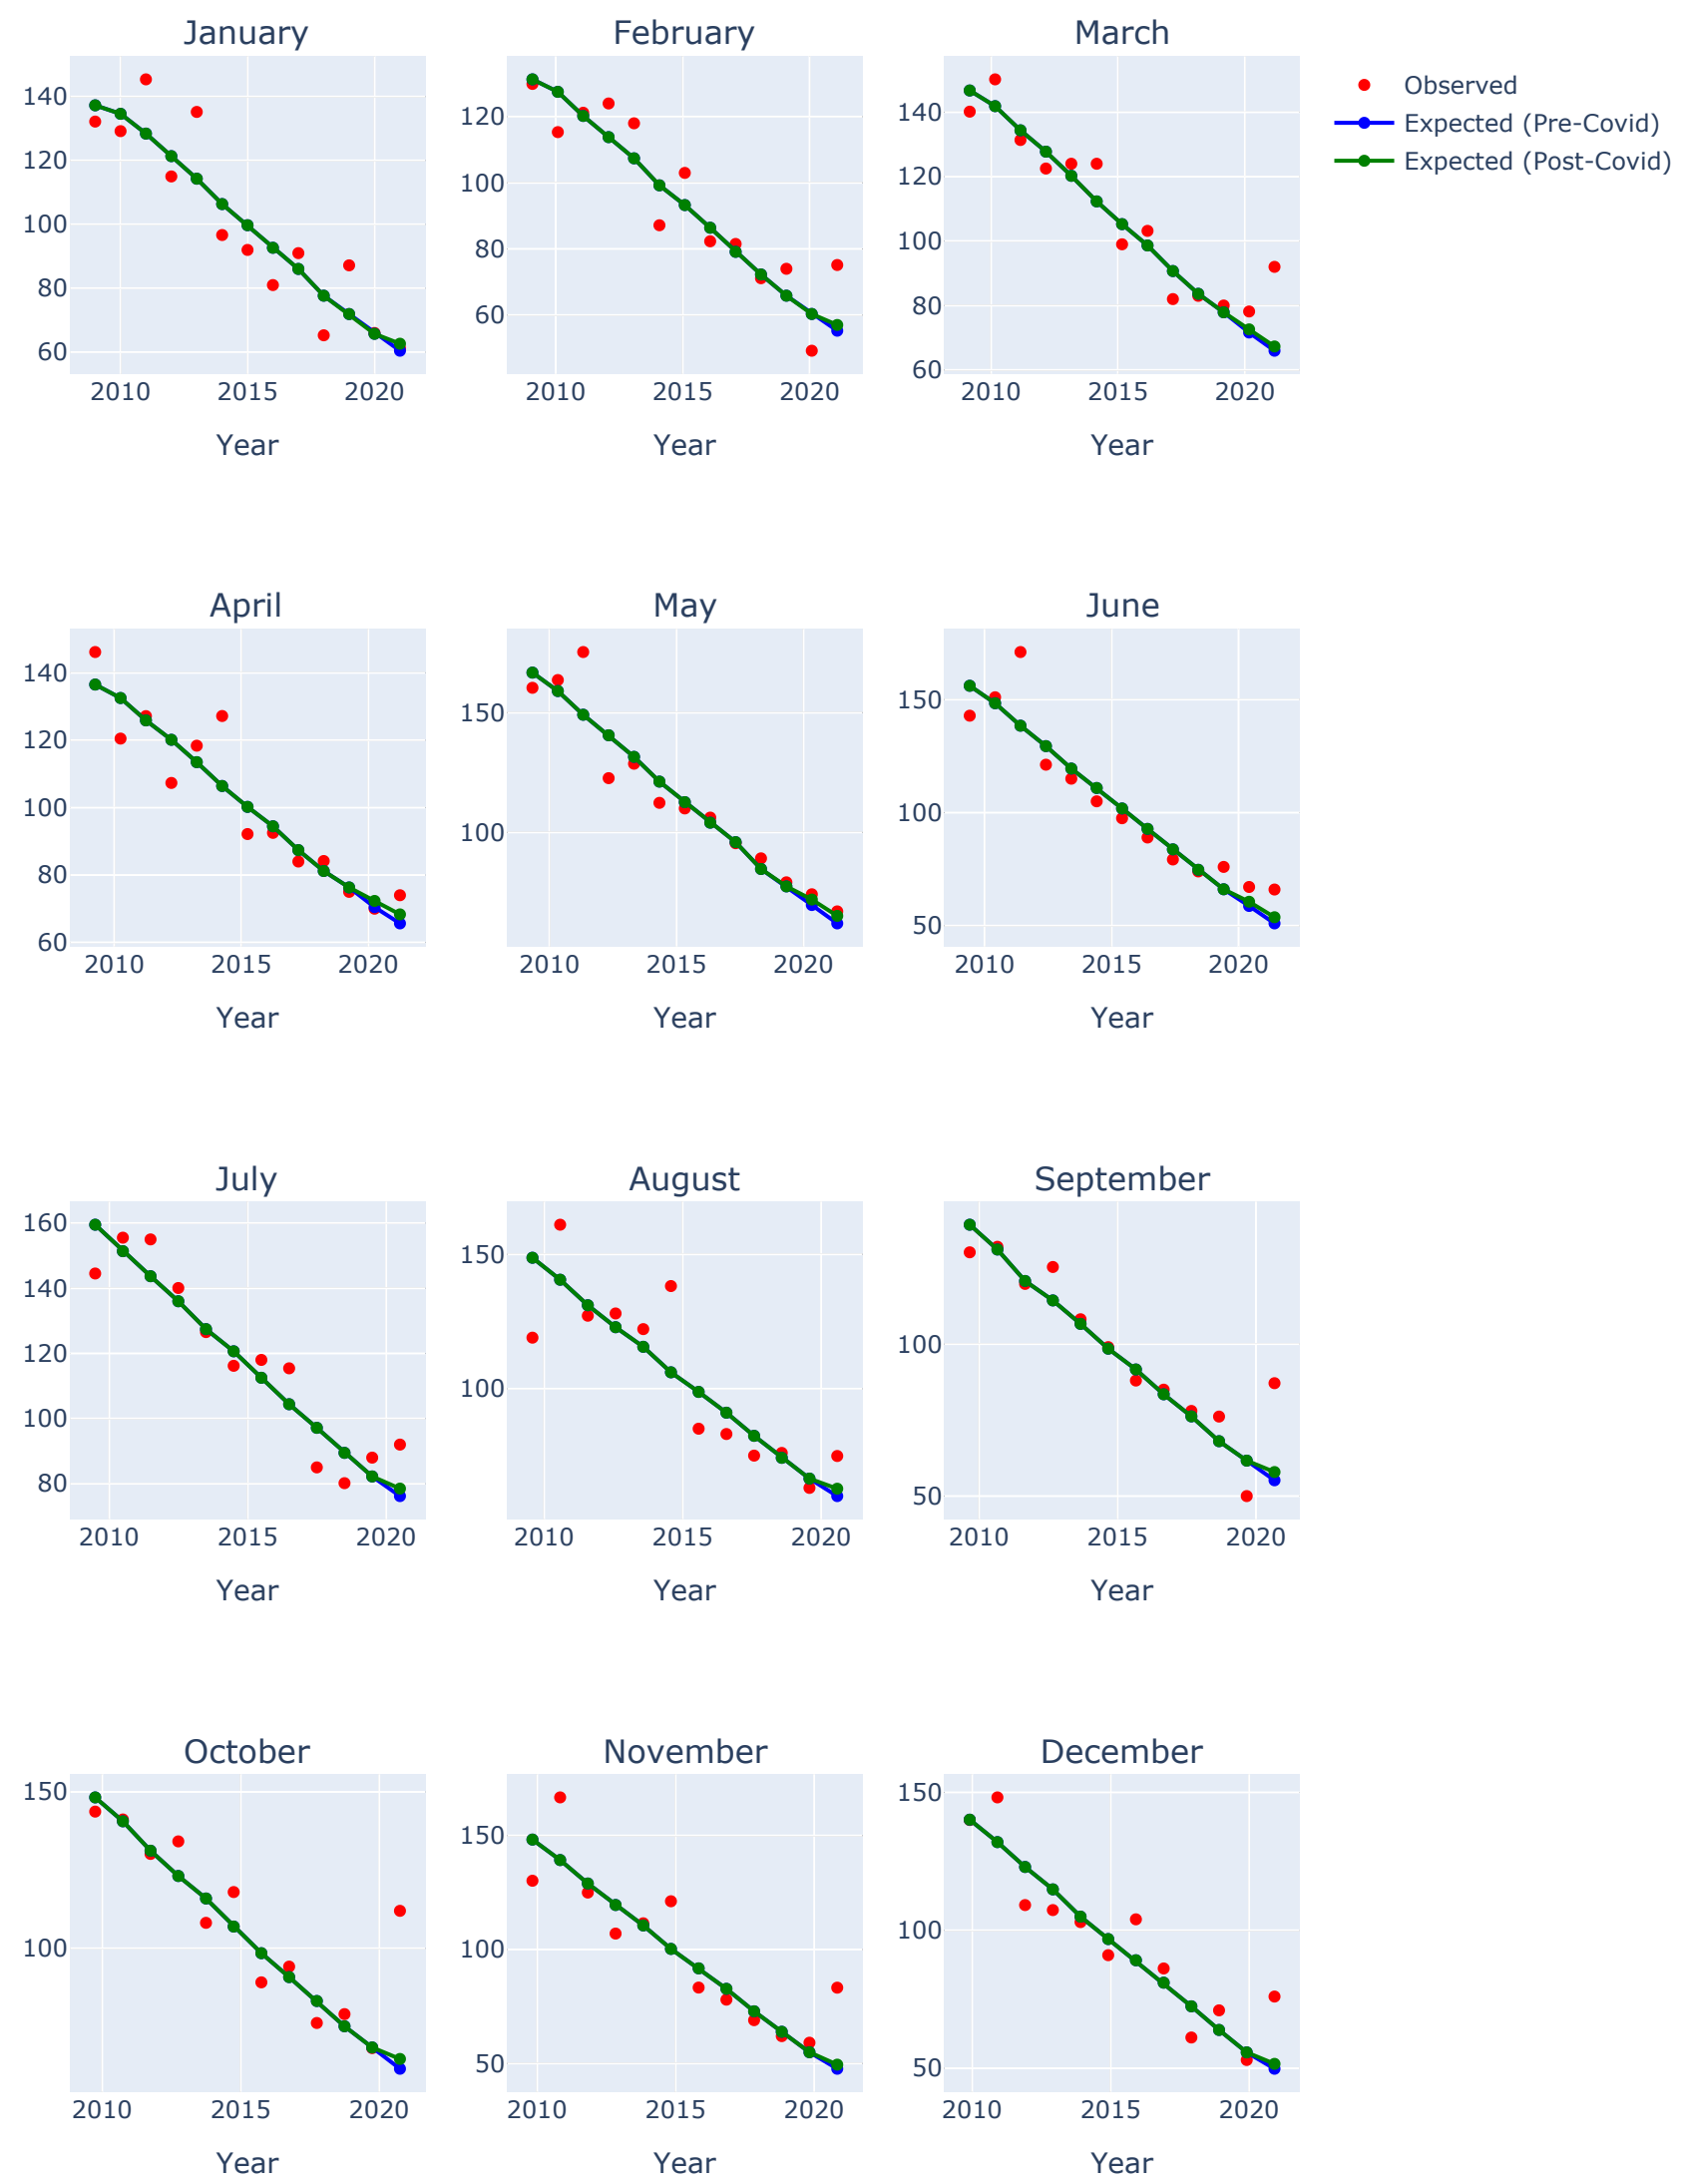 January
February
March
Observed
Expected (Pre-Covid)
Expected (Post-Covid)
140
120
100
80
60
2010 2015 2020
Year
120
100
80
60
2010 2015 2020
Year
140
120
100
80
60
2010 2015 2020
Year
April
May
June
140
120
100
80
60
2010 2015 2020
Year
150
100
2010 2015 2020
Year
150
100
50
2010 2015 2020
Year
July
August
September
160
140
120
100
80
2010 2015 2020
Year
150
100
2010 2015 2020
Year
100
50
2010 2015 2020
Year
October
November
December
150
100
2010 2015 2020
Year
150
100
50
2010 2015 2020
Year
150
100
50
2010 2015 2020
Year